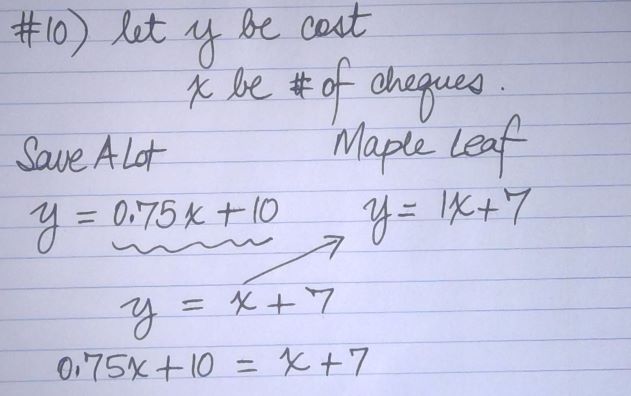 #10) let y be cost
x be # of cheques.
Save A Lot Maple Leaf
y = 0.75x + 10 y = 1x + 7
y = x + 7
0.75x + 10 = x + 7